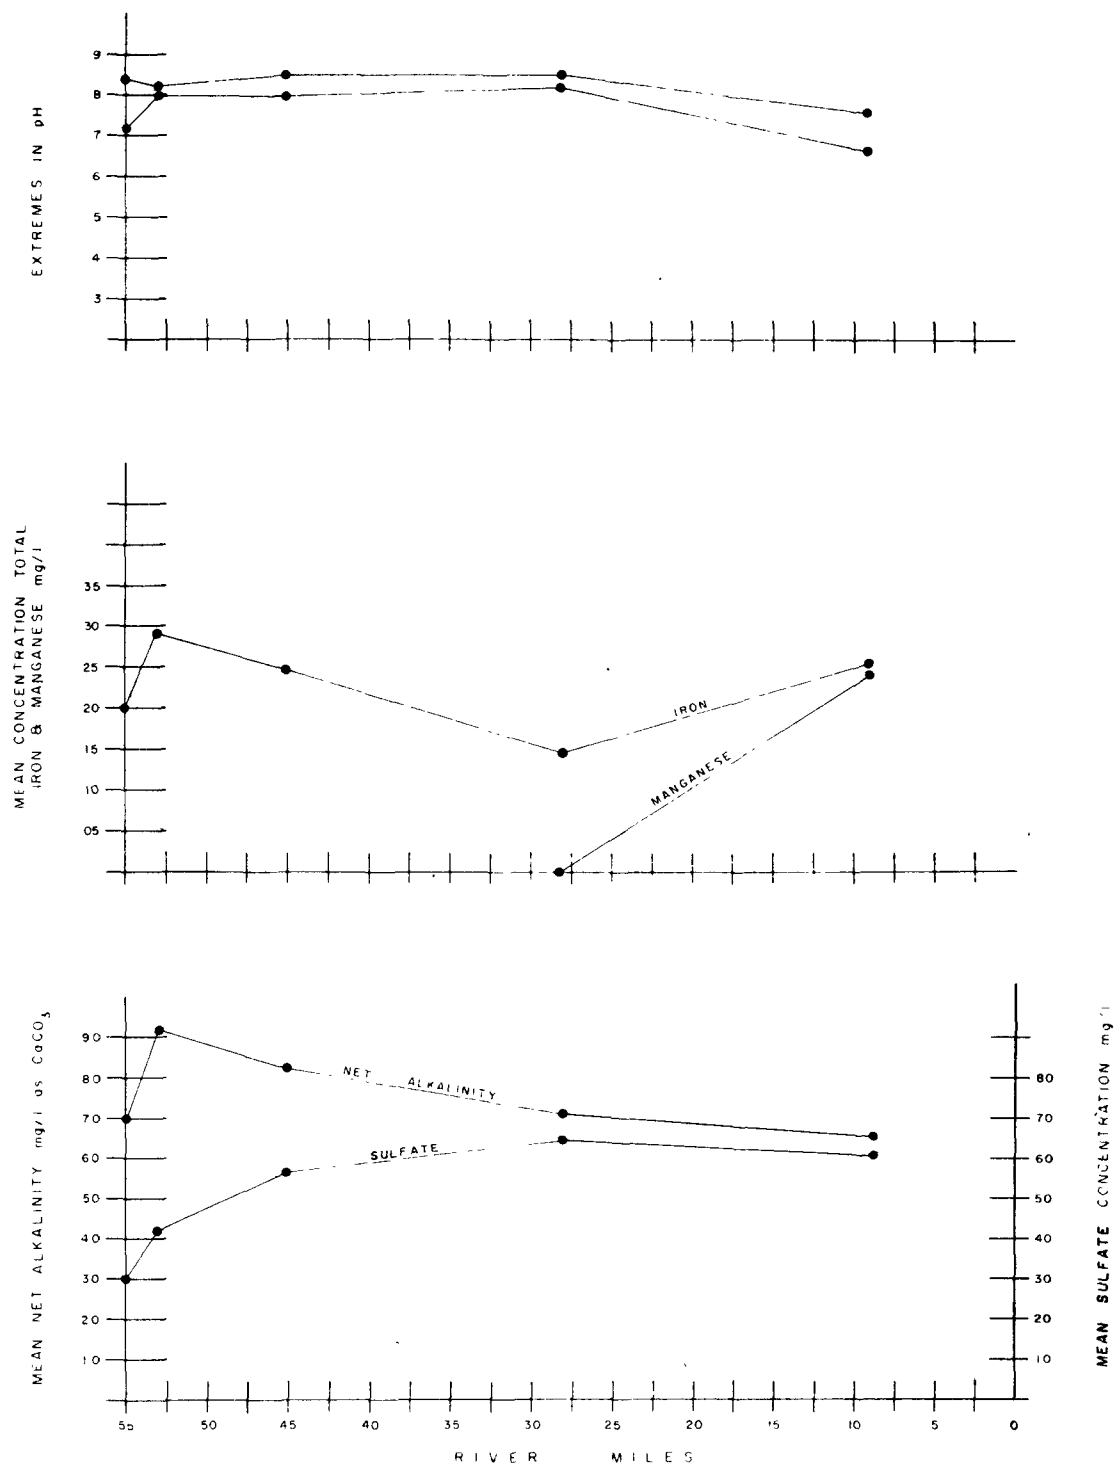 EXTREMES IN pH
9
8
7
6
5
4
3
MEAN CONCENTRATION TOTAL
IRON & MANGANESE mg/l
35
30
25
20
15
10
05
IRON
MANGANESE
MEAN NET ALKALINITY mg/l as CaCO3
90
80
70
60
50
40
30
20
10
NET ALKALINITY
SULFATE
80
70
60
50
40
30
20
10
MEAN SULFATE CONCENTRATION mg/l
55 50 45 40 35 30 25 20 15 10 5 0
RIVER MILES